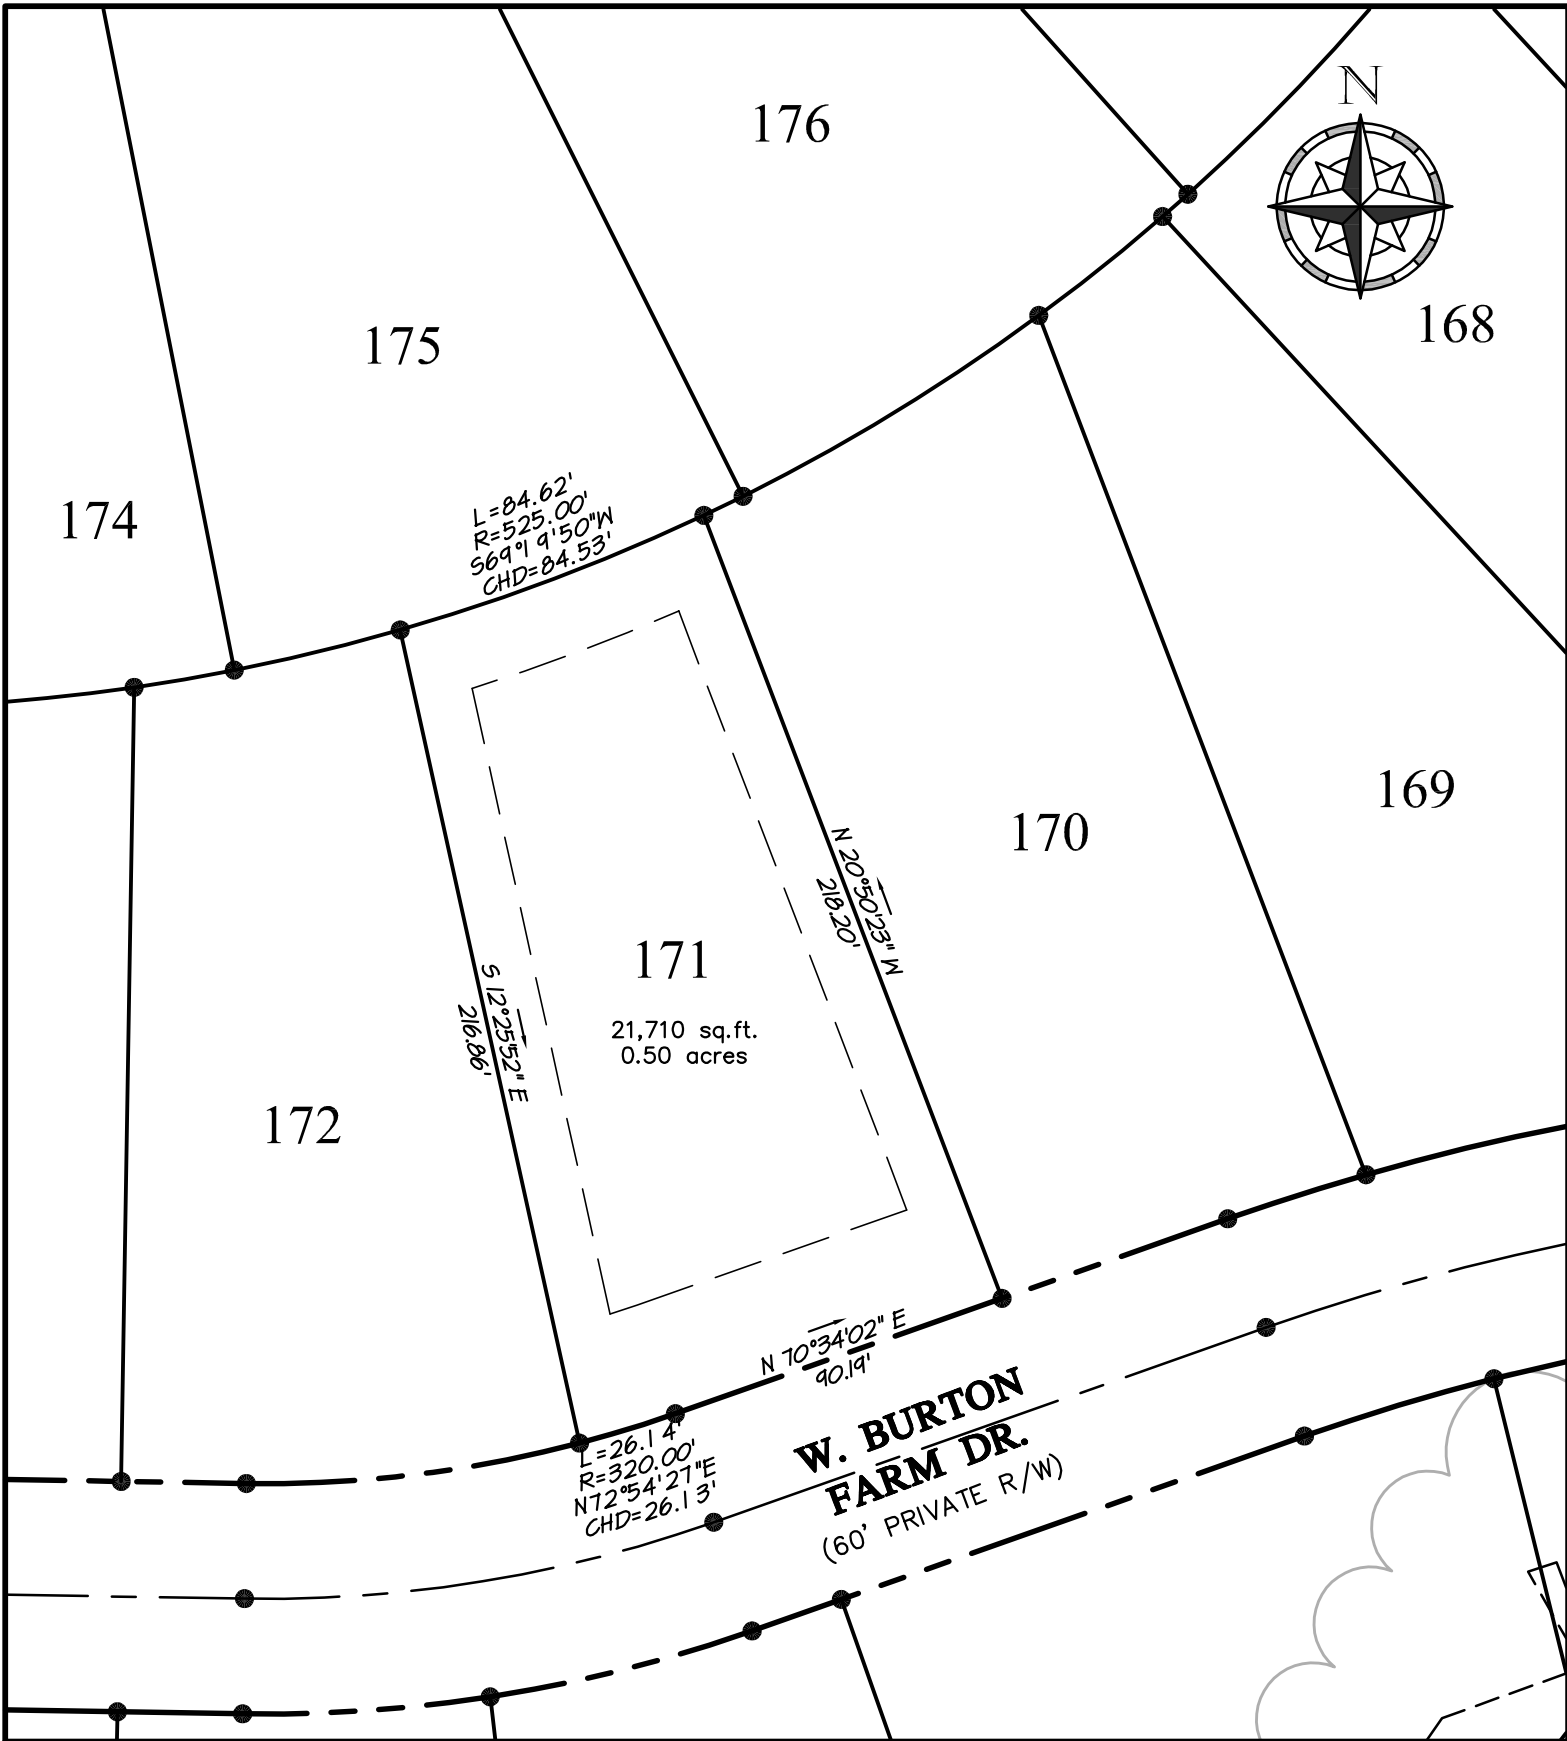 N
176
168
175
L=84.62'
R=525.00'
S69°19'50"W
CHD=84.53'
174
169
170
N 20°50'23" W
218.20'
171
21,710 sq.ft.
0.50 acres
S 12°25'52" E
216.86'
172
N 70°34'02" E
90.19'
L=26.14'
R=320.00'
N72°54'27"E
CHD=26.13'
W. BURTON
FARM DR.
(60' PRIVATE R/W)